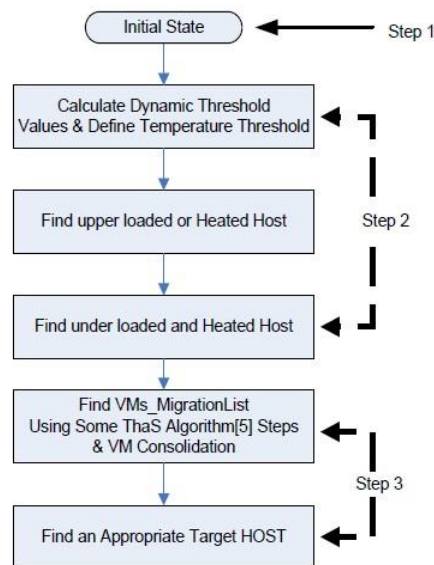 Initial State
Step 1
Calculate Dynamic Threshold
Values & Define Temperature Threshold
Find upper loaded or Heated Host
Step 2
Find under loaded and Heated Host
Find VMs_MigrationList
Using Some ThaS Algorithm[5] Steps
& VM Consolidation
Step 3
Find an Appropriate Target HOST